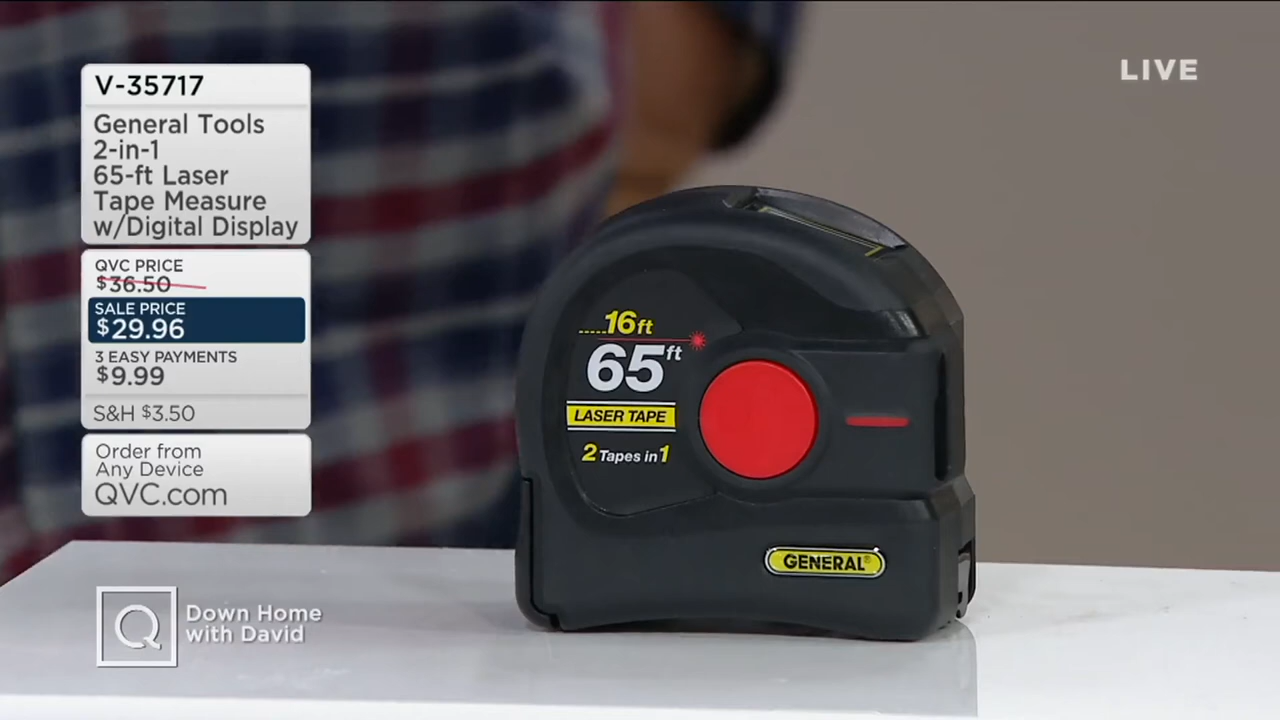 V-35717
General Tools
2-in-1
65-ft Laser
Tape Measure
w/Digital Display
QVC PRICE
$36.50
SALE PRICE
$29.96
3 EASY PAYMENTS
$9.99
S&H $3.50
Order from
Any Device
QVC.com
Q
Down Home
with David
LIVE
.....16ft
65ft
LASER TAPE
2 Tapes in 1
GENERAL®